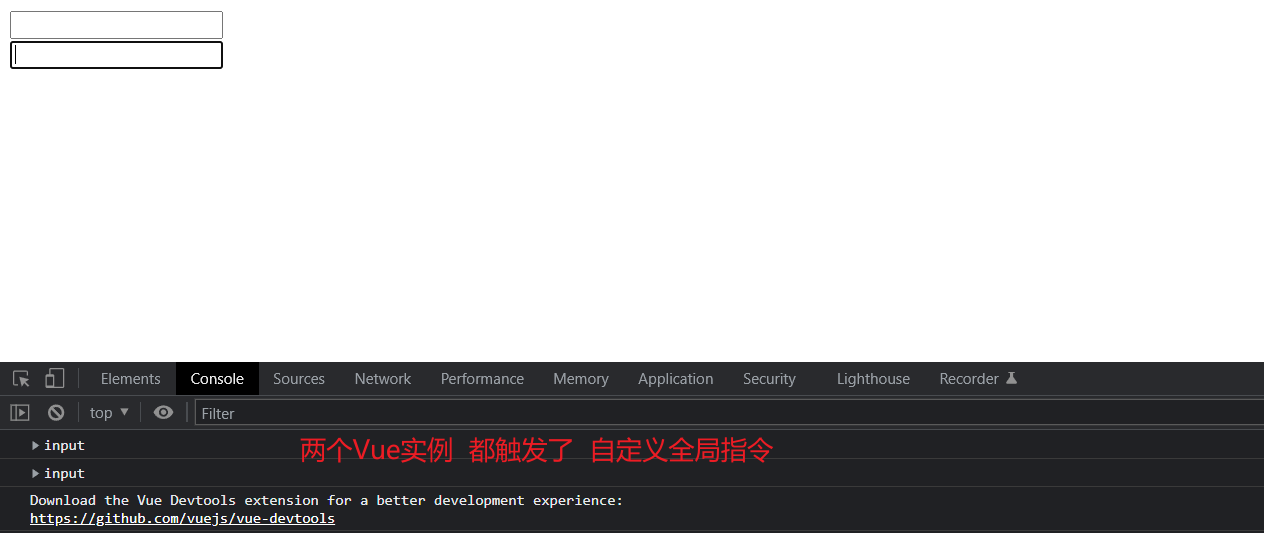 Elements Console Sources Network Performance Memory Application Security Lighthouse Recorder
top Filter
input 两个Vue实例 都触发了 自定义全局指令
input
Download the Vue Devtools extension for a better development experience:
https://github.com/vuejs/vue-devtools